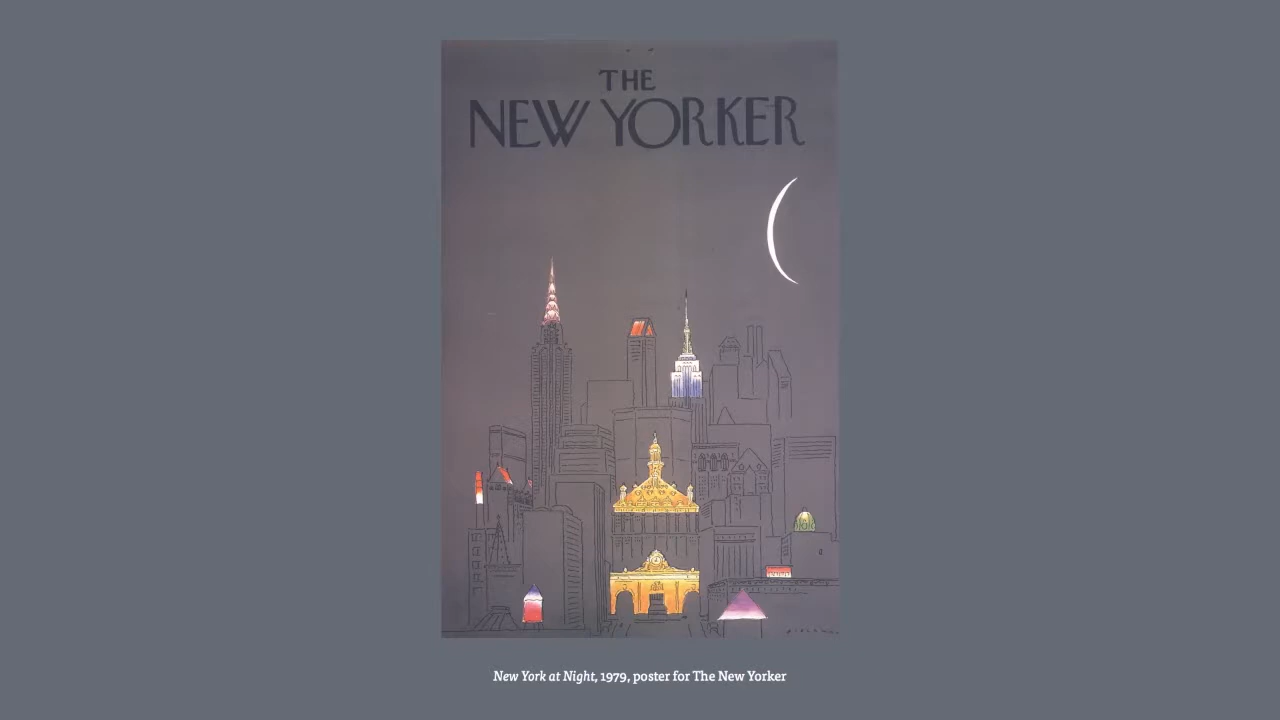 THE
NEW YORKER
New York at Night, 1979, poster for The New Yorker